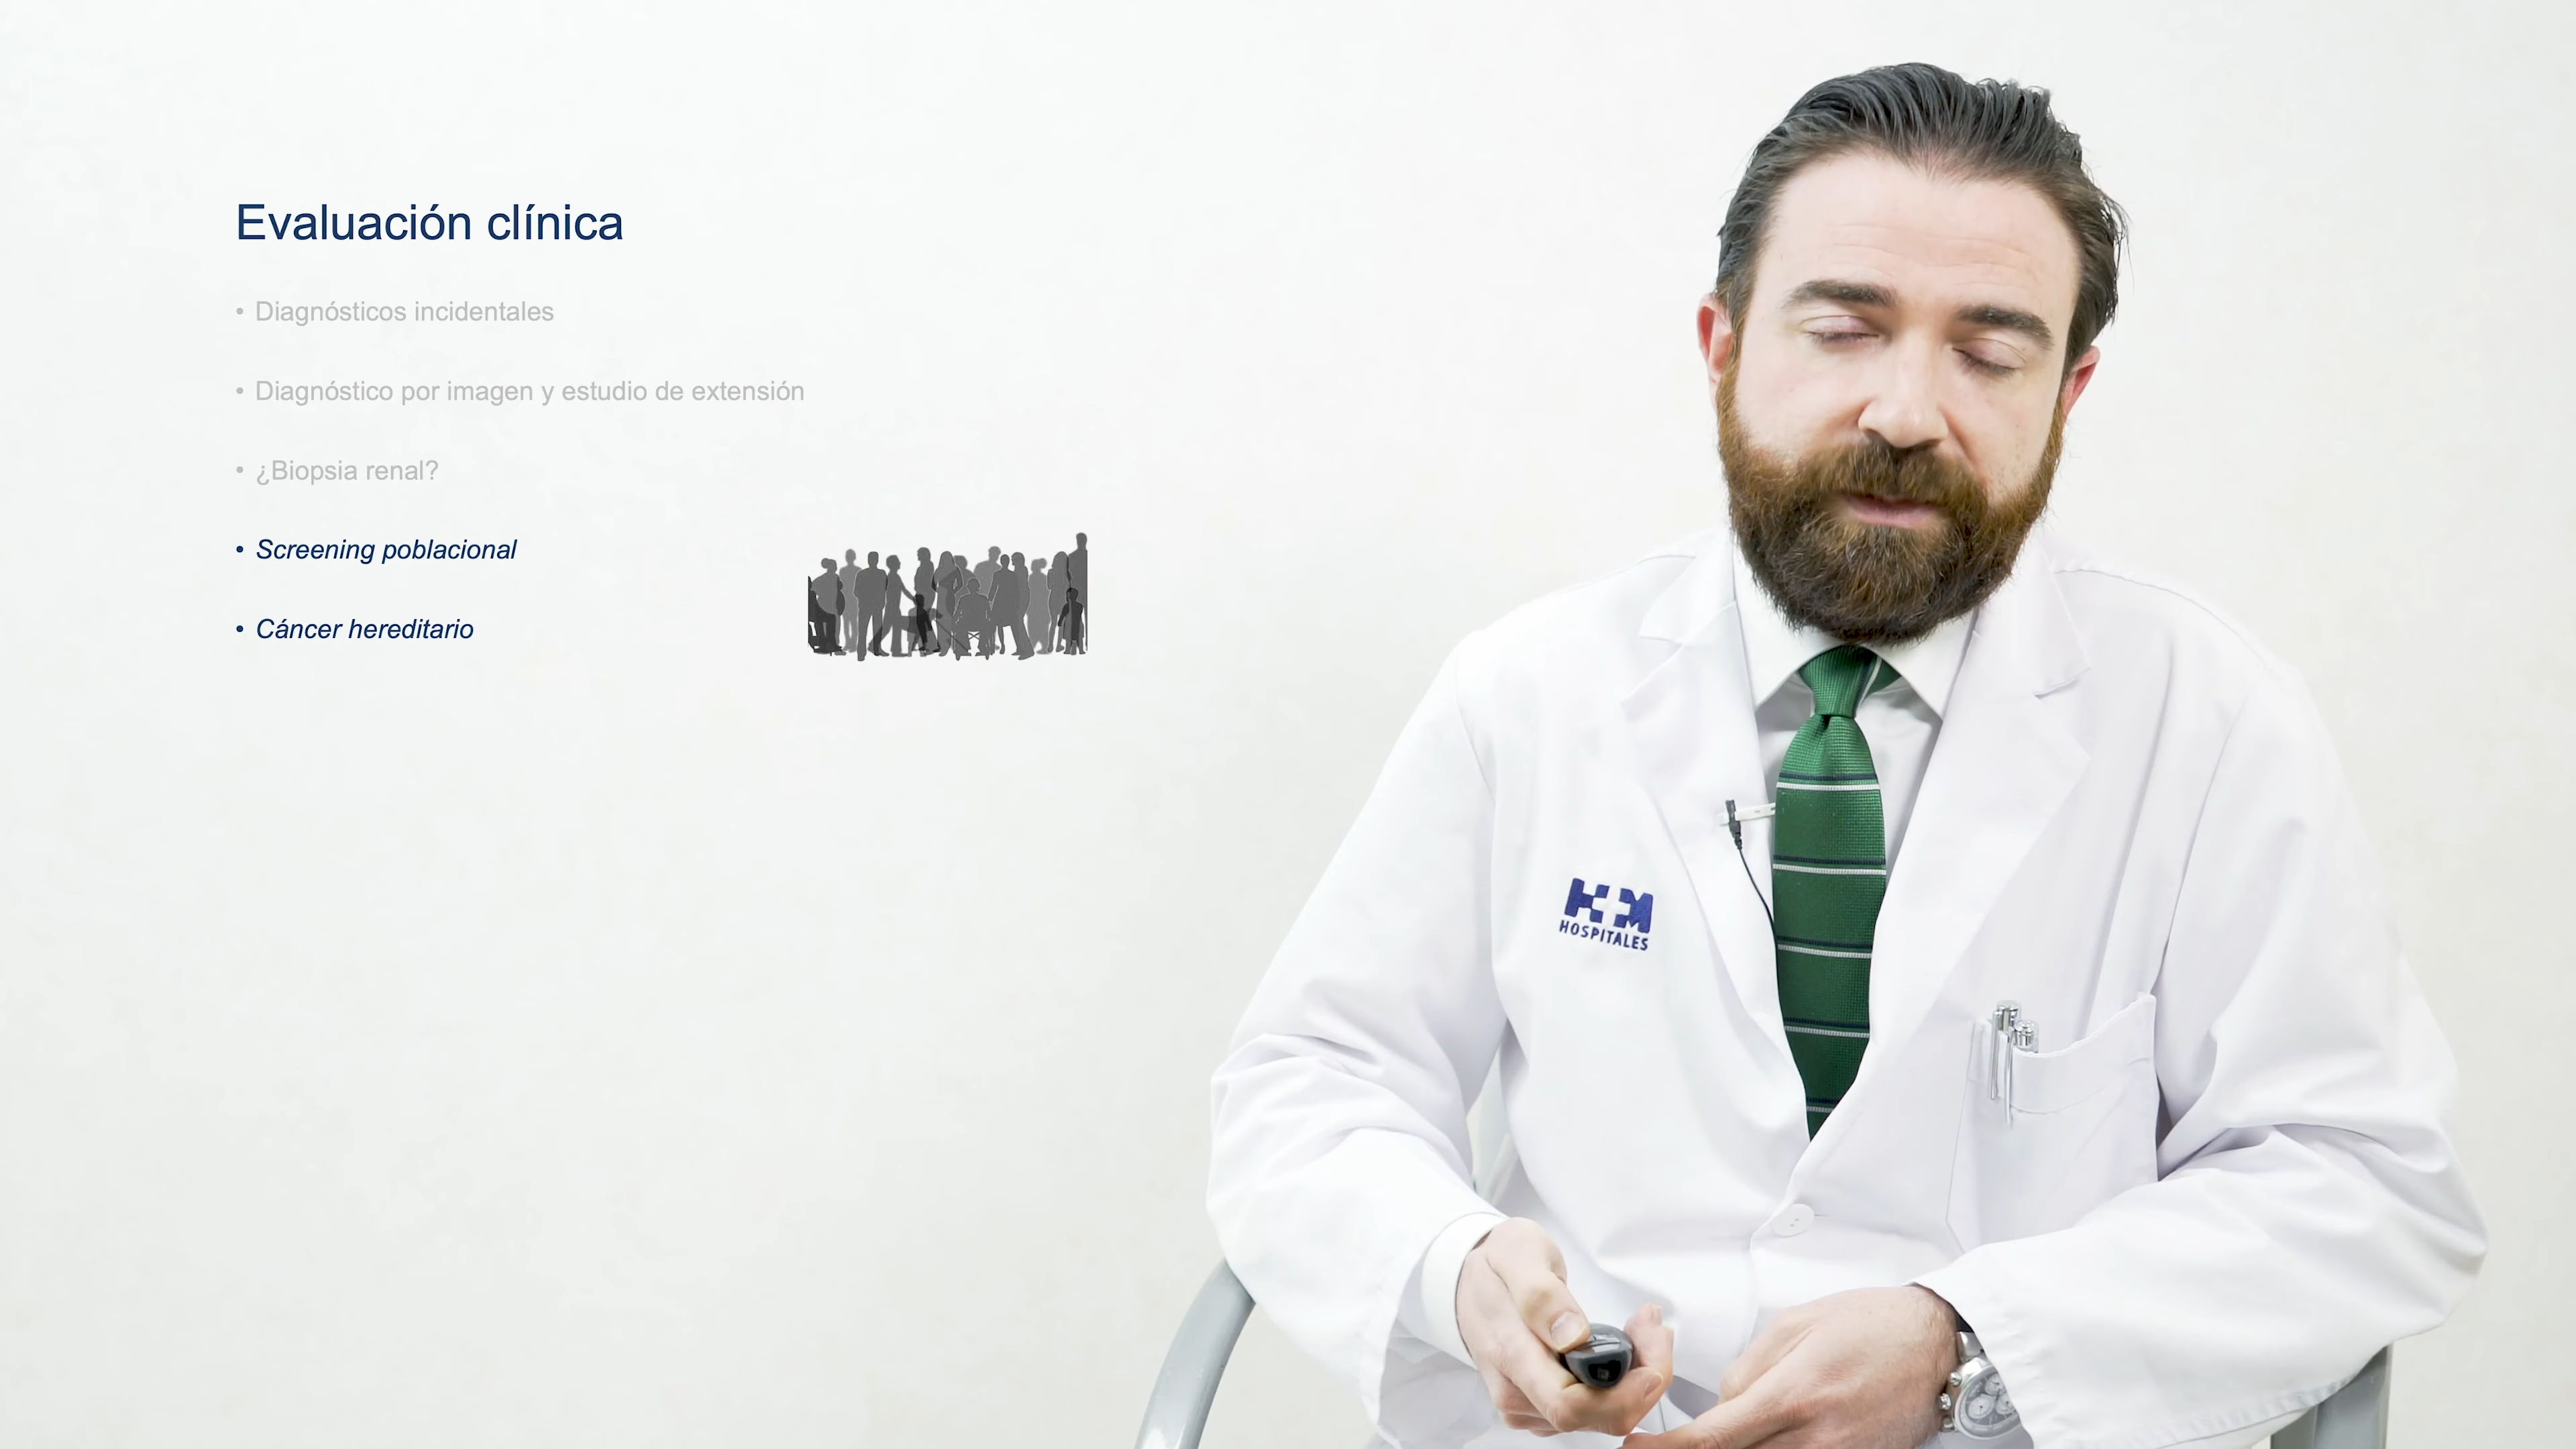 Evaluación clínica
• Diagnósticos incidentales
• Diagnóstico por imagen y estudio de extensión
• ¿Biopsia renal?
• Screening poblacional
• Cáncer hereditario
HM
HOSPITALES